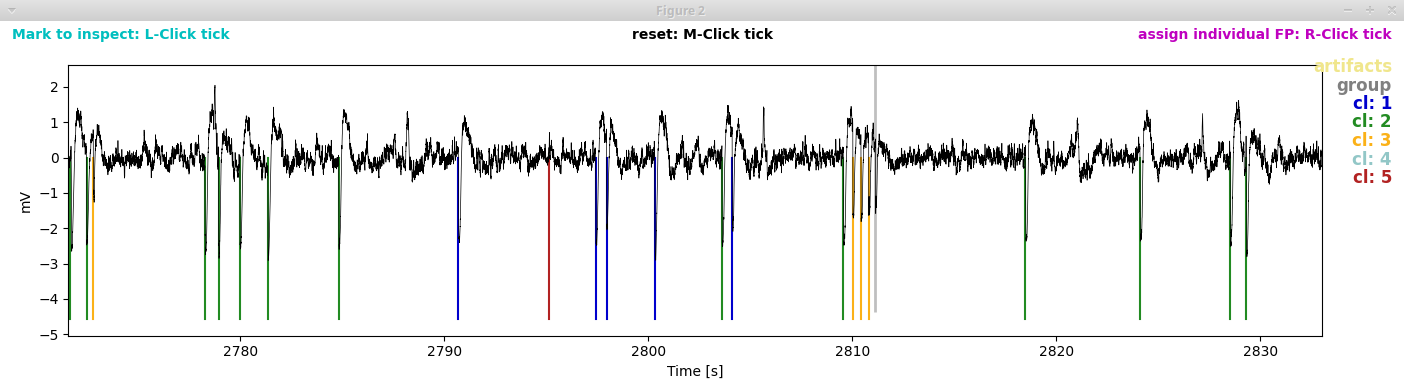 Figure 2
Mark to inspect: L-Click tick
reset: M-Click tick
assign individual FP: R-Click tick
artifacts
group
cl: 1
cl: 2
cl: 3
cl: 4
cl: 5
mV
2
1
0
−1
−2
−3
−4
−5
2780
2790
2800
2810
2820
2830
Time [s]